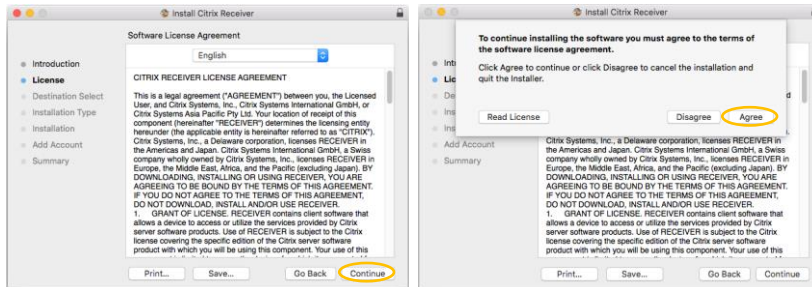 Install Citrix Receiver
Software License Agreement
English
Introduction
License
Destination Select
Installation Type
Installation
Add Account
Summary
CITRIX RECEIVER LICENSE AGREEMENT
This is a legal agreement ("AGREEMENT") between you, the Licensed
User, and Citrix Systems, Inc., Citrix Systems International GmbH, or
Citrix Systems Asia Pacific Pty Ltd. Your location of receipt of this
component (hereinafter "RECEIVER") determines the licensing entity
hereunder (the applicable entity is hereinafter referred to as "CITRIX").
Citrix Systems, Inc., a Delaware corporation, licenses RECEIVER in
the Americas and Japan. Citrix Systems International GmbH, a Swiss
company wholly owned by Citrix Systems, Inc., licenses RECEIVER in
Europe, the Middle East, Africa, and the Pacific (excluding Japan). BY
DOWNLOADING, INSTALLING OR USING RECEIVER, YOU ARE
AGREEING TO BE BOUND BY THE TERMS OF THIS AGREEMENT.
IF YOU DO NOT AGREE TO THE TERMS OF THIS AGREEMENT,
DO NOT DOWNLOAD, INSTALL AND/OR USE RECEIVER.
1. GRANT OF LICENSE. RECEIVER contains client software that
allows a device to access or utilize the services provided by Citrix
server software products. Use of RECEIVER is subject to the Citrix
license covering the specific edition of the Citrix server software
product with which you will be using this component. Your use of this
Print... Save... Go Back Continue
Install Citrix Receiver
To continue installing the software you must agree to the terms of
the software license agreement.
Click Agree to continue or click Disagree to cancel the installation and
quit the Installer.
Read License Disagree Agree
Lic
De
Ins
Ins
Add Account
Summary
Citrix Systems, Inc., a Delaware corporation, licenses RECEIVER in
the Americas and Japan. Citrix Systems International GmbH, a Swiss
company wholly owned by Citrix Systems, Inc., licenses RECEIVER in
Europe, the Middle East, Africa, and the Pacific (excluding Japan). BY
DOWNLOADING, INSTALLING OR USING RECEIVER, YOU ARE
AGREEING TO BE BOUND BY THE TERMS OF THIS AGREEMENT.
IF YOU DO NOT AGREE TO THE TERMS OF THIS AGREEMENT,
DO NOT DOWNLOAD, INSTALL AND/OR USE RECEIVER.
1. GRANT OF LICENSE. RECEIVER contains client software that
allows a device to access or utilize the services provided by Citrix
server software products. Use of RECEIVER is subject to the Citrix
license covering the specific edition of the Citrix server software
product with which you will be using this component. Your use of this
Print... Save... Go Back Continue